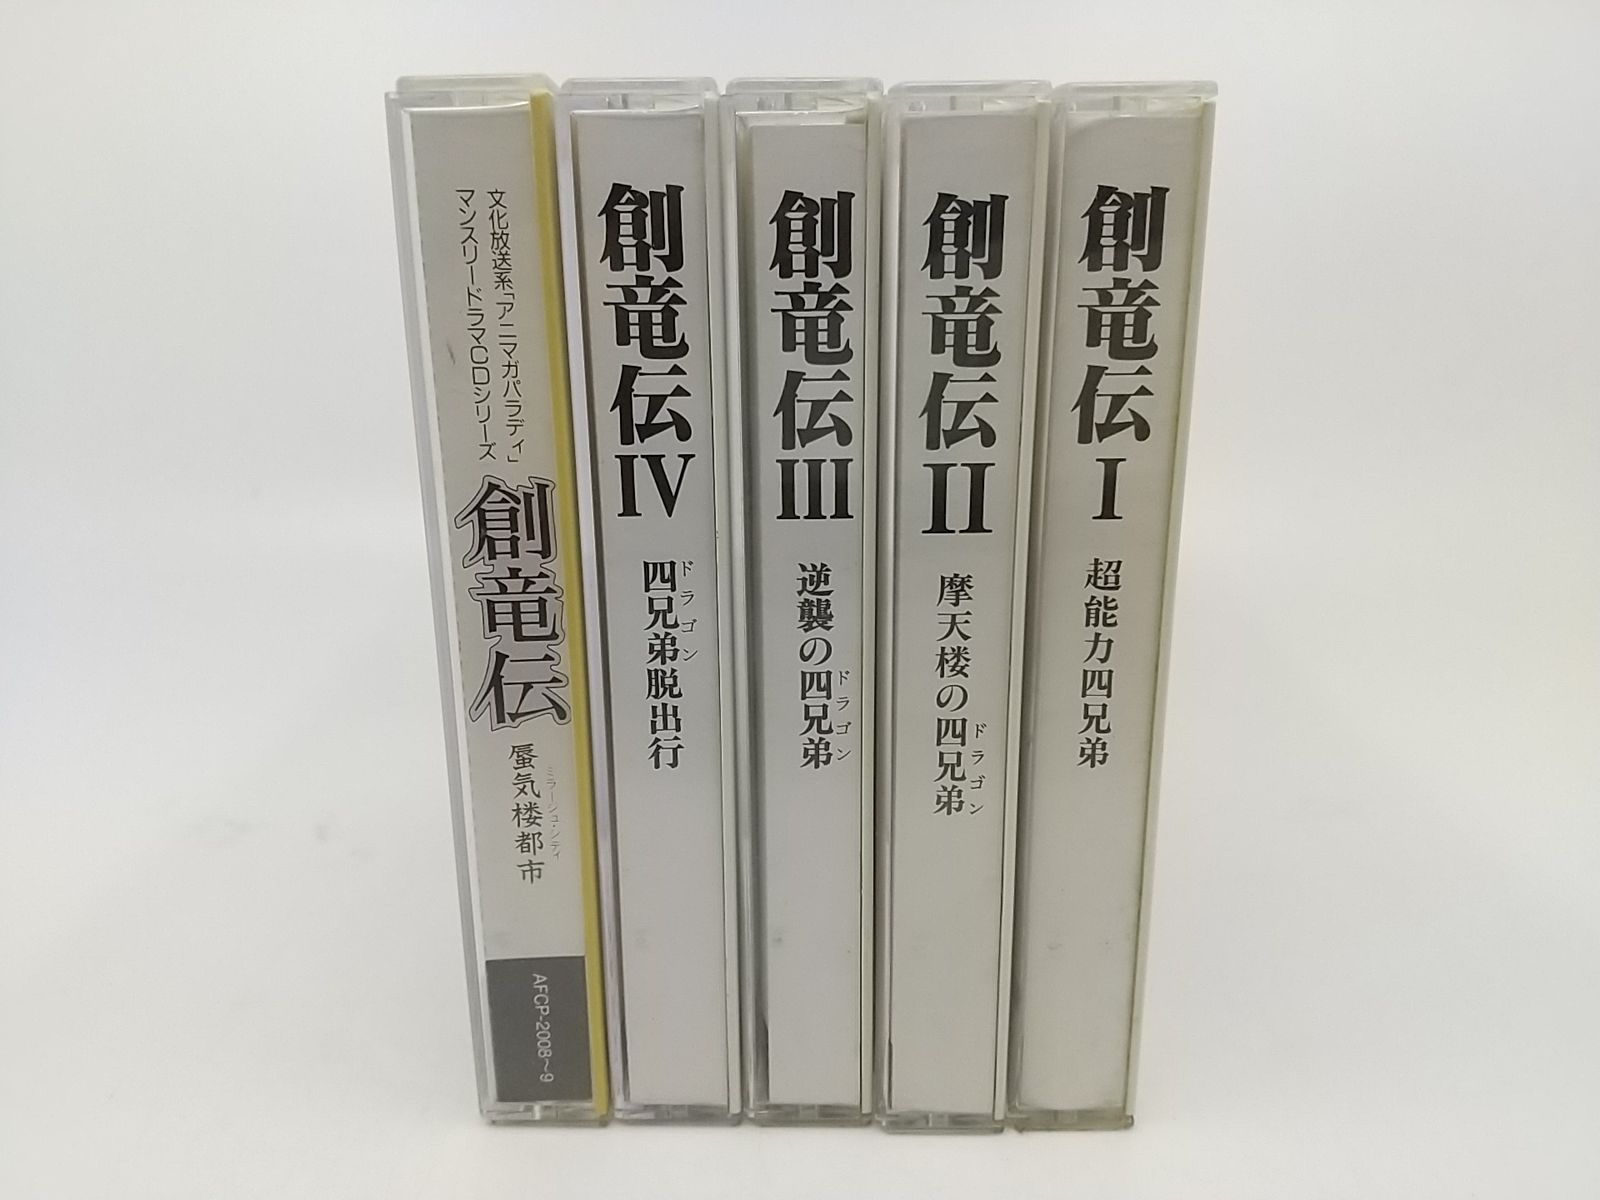 文化放送系「アニマガパラディ」
マンスリードラマCDシリーズ
創竜伝
蜃気楼都市
ミラージュ・シティ
AFCP-2008〜9
創竜伝IV
四兄弟脱出行
ドラゴン
創竜伝III
逆襲の四兄弟
ドラゴン
創竜伝II
摩天楼の四兄弟
ドラゴン
創竜伝I
超能力四兄弟